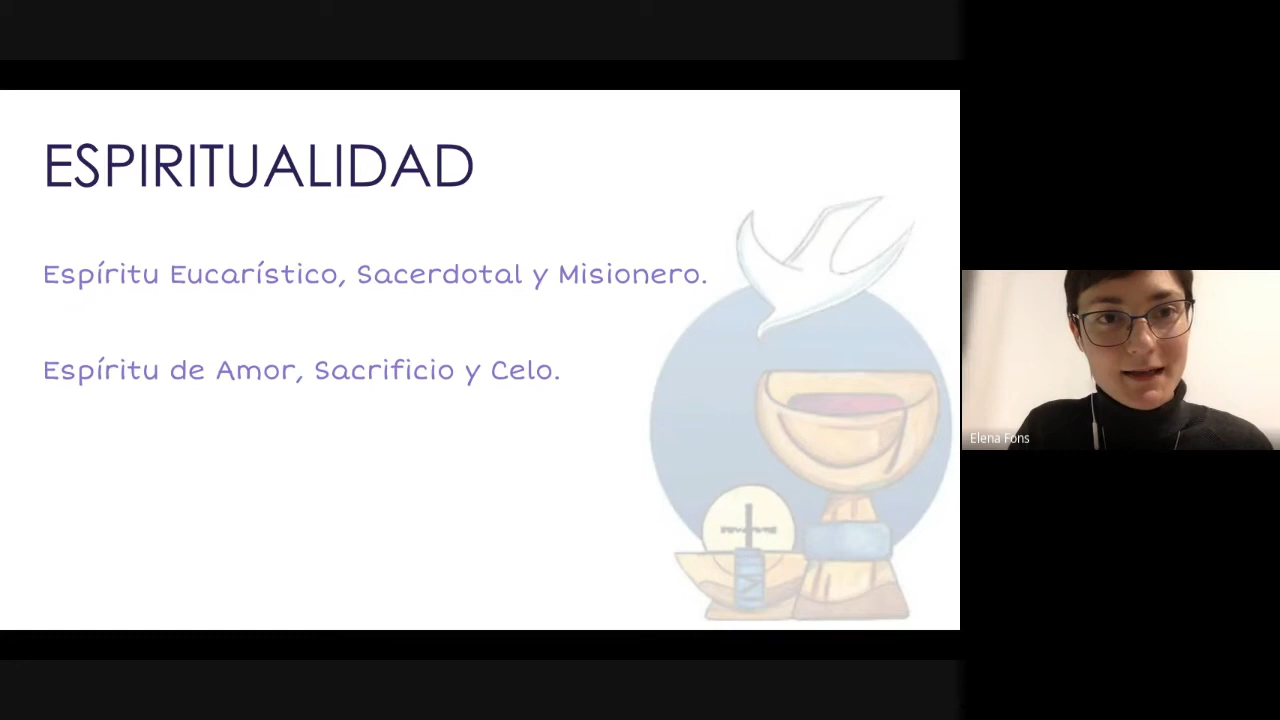 ESPIRITUALIDAD
Espíritu Eucarístico, Sacerdotal y Misionero.
Espíritu de Amor, Sacrificio y Celo.
Elena Fons